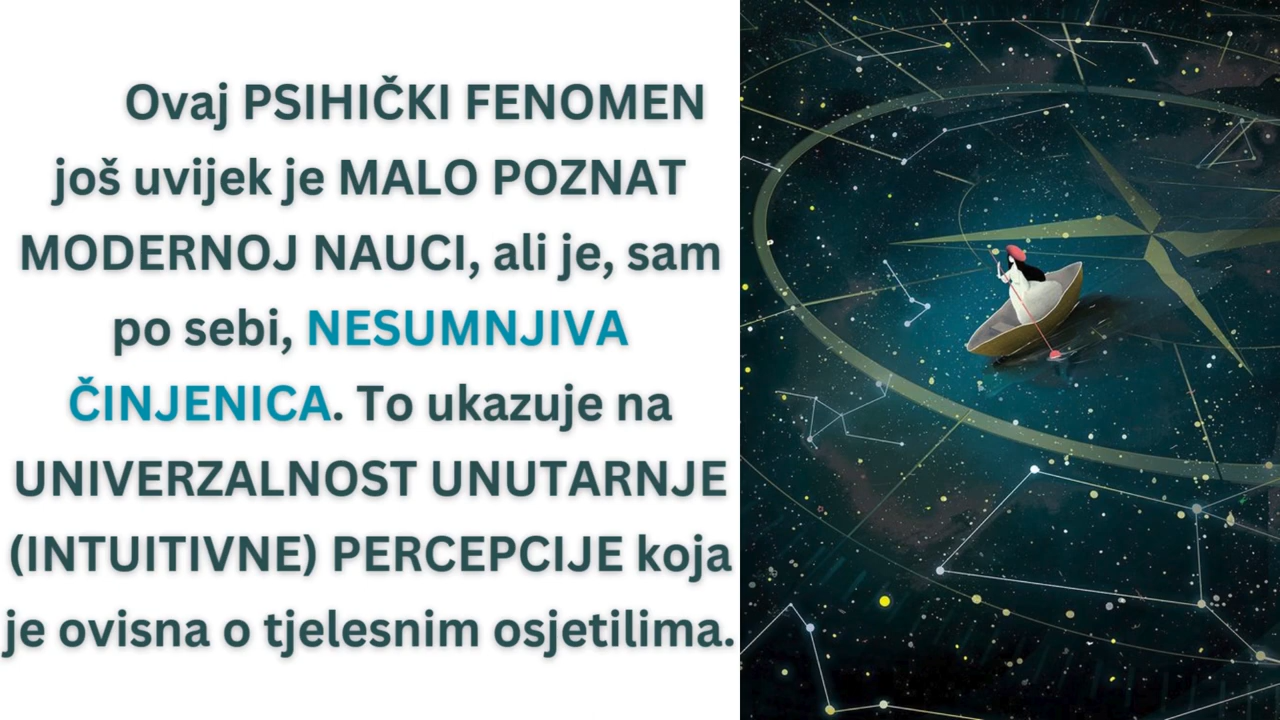 Ovaj PSIHIČKI FENOMEN
još uvijek je MALO POZNAT
MODERNOJ NAUCI, ali je, sam
po sebi, NESUMNJIVA
ČINJENICA. To ukazuje na
UNIVERZALNOST UNUTARNJE
(INTUITIVNE) PERCEPCIJE koja
je ovisna o tjelesnim osjetilima.